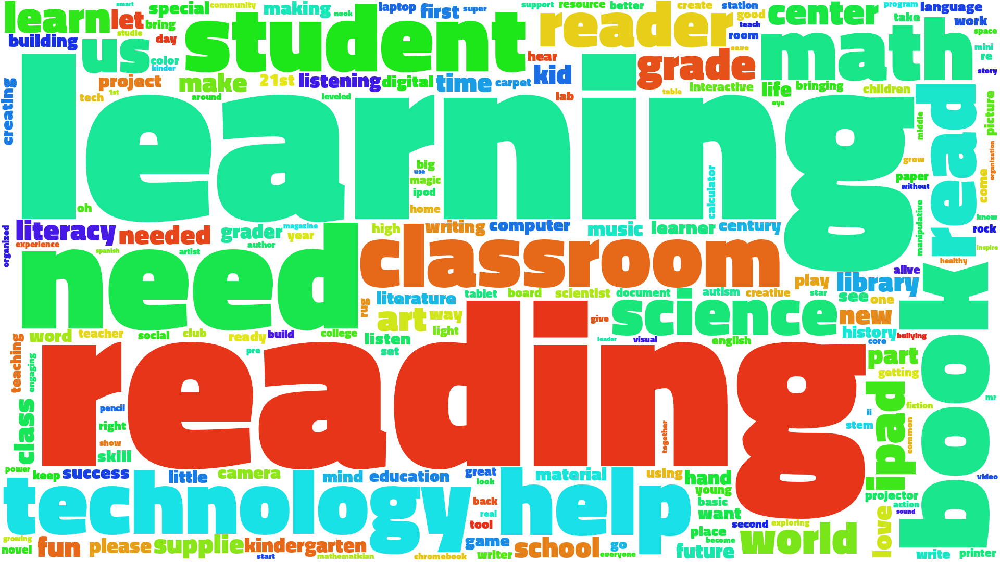 smart
learn
let
special
community
making
nook
laptop
first
super
support
resource
better
create
station
center
program
language
bring
studie
student
reader
good
teach
take
work
building
us
day
room
math
space
color
kinder
hear
save
mini
re
kid
grade
story
creating
project
1st
make
21st
listening
digital
time
carpet
interactive
life
bringing
children
tech
around
leveled
lab
table
eye
read
picture
learning
middle
big
use
magic
ipod
home
oh
calculator
grow
organization
paper
without
come
manipulative
know
rock
inspire
literacy
needed
grader
magazine
year
high
writing
computer
music
learner
century
organized
experience
spanish
artist
author
need
classroom
healthy
alive
play
library
rug
literature
tablet
board
scientist
document
autism
creative
star
see
one
art
way
light
give
science
new
word
teacher
social
club
ready
build
college
listen
set
leader
visual
english
history
bullying
core
book
teaching
engaging
pre
reading
part
getting
class
pencil
right
show
skill
together
ipad
fiction
mr
ii
stem
common
power
keep
success
little
camera
mind
education
great
look
material
using
hand
young
video
technology
help
back
real
tool
basic
want
second
exploring
projector
action
sound
love
growing
novel
fun
please
supplie
kindergarten
start
mathematician
chromebook
game
writer
school
go
everyone
place
become
future
world
write
printer